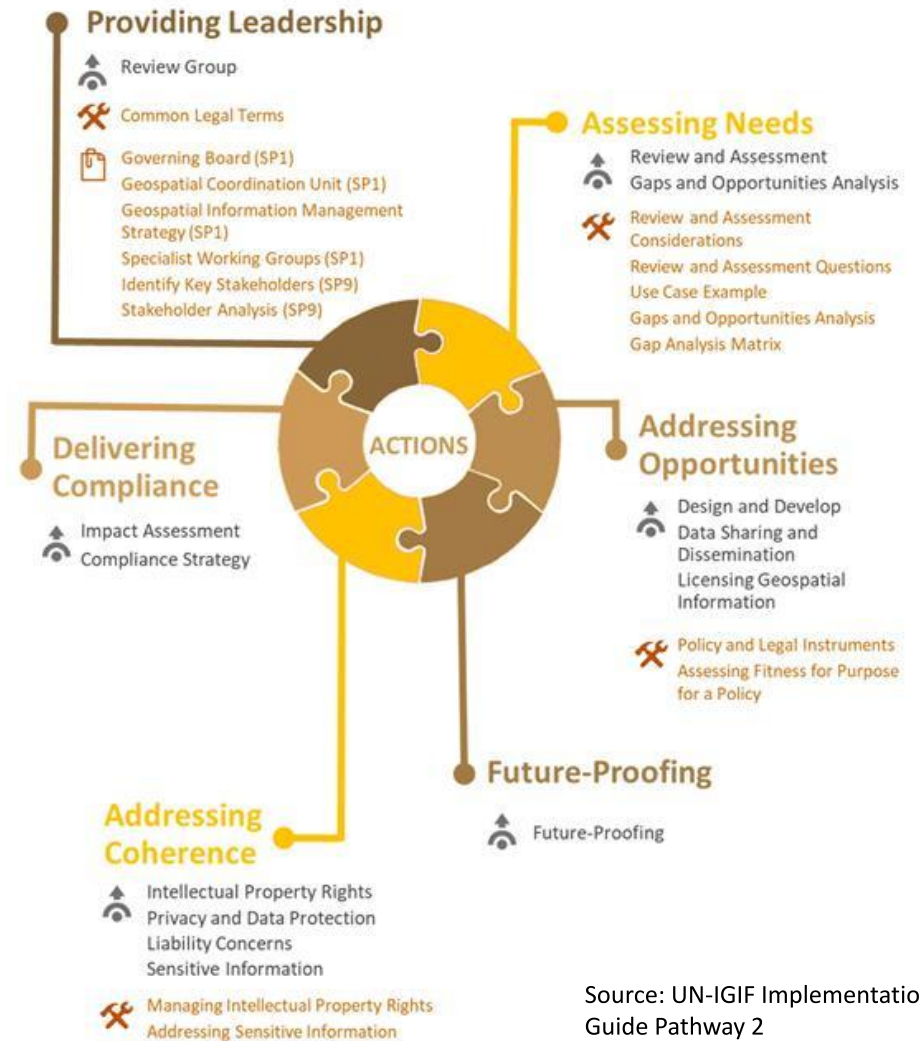 Providing Leadership
Review Group
Common Legal Terms
Governing Board (SP1)
Geospatial Coordination Unit (SP1)
Geospatial Information Management
Strategy (SP1)
Specialist Working Groups (SP1)
Identify Key Stakeholders (SP9)
Stakeholder Analysis (SP9)
Assessing Needs
Review and Assessment
Gaps and Opportunities Analysis
Review and Assessment
Considerations
Review and Assessment Questions
Use Case Example
Gaps and Opportunities Analysis
Gap Analysis Matrix
ACTIONS
Delivering
Compliance
Impact Assessment
Compliance Strategy
Addressing
Opportunities
Design and Develop
Data Sharing and
Dissemination
Licensing Geospatial
Information
Policy and Legal Instruments
Assessing Fitness for Purpose
for a Policy
Future-Proofing
Future-Proofing
Addressing
Coherence
Intellectual Property Rights
Privacy and Data Protection
Liability Concerns
Sensitive Information
Managing Intellectual Property Rights
Addressing Sensitive Information
Source: UN-IGIF Implementatio
Guide Pathway 2